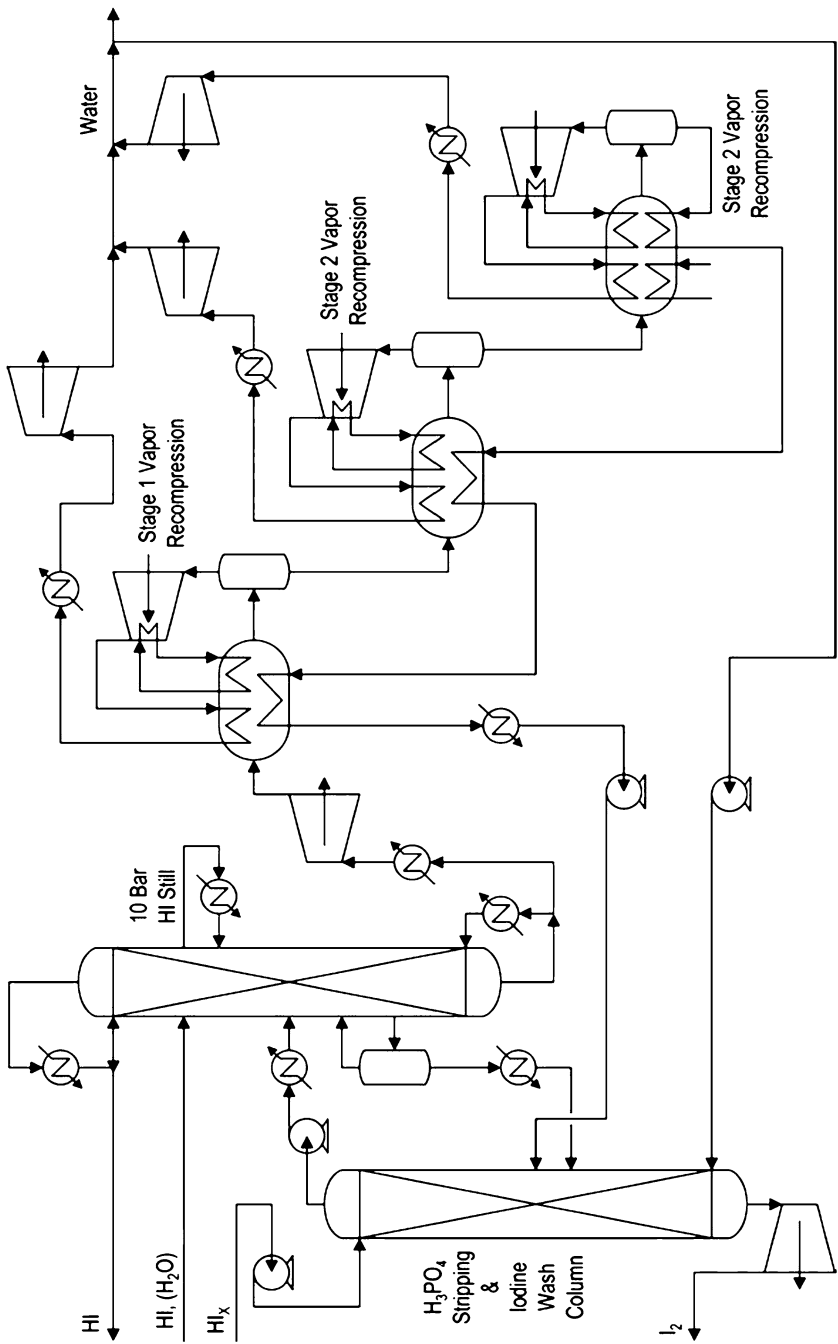 Water
Stage 1 Vapor
Recompression
Stage 2 Vapor
Recompression
Stage 2 Vapor
Recompression
10 Bar
HI Still
HI
HI, (H₂O)
HIₓ
H₃PO₄
Stripping
&
Iodine
Wash
Column
I₂